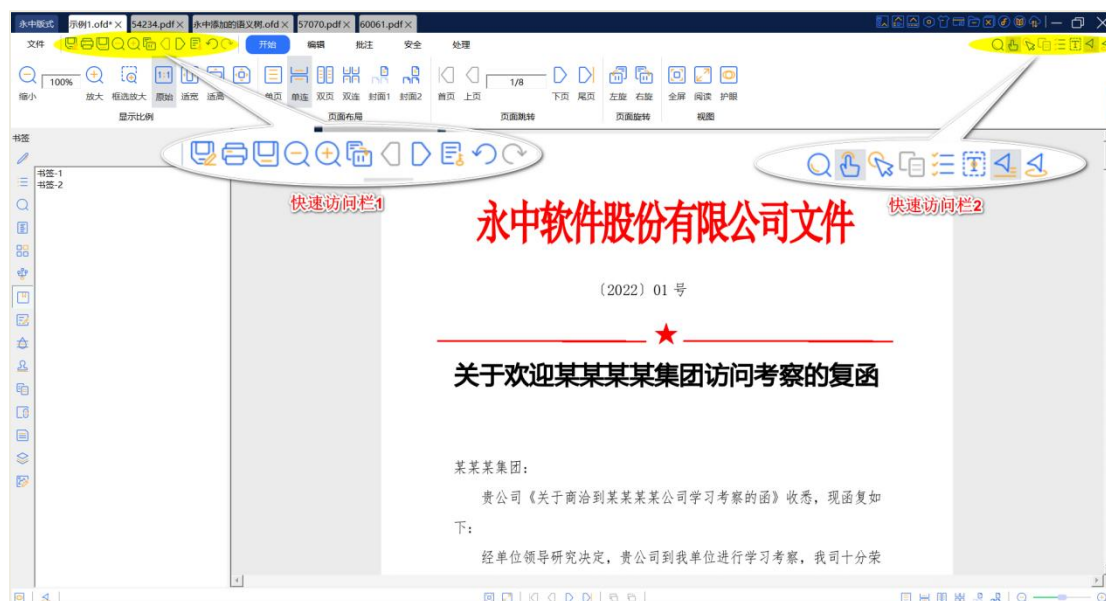 永中版式 示例1.ofd* × 54234.pdf × 永中添加的语义树.ofd × 57070.pdf × 60061.pdf ×
文件 开始 编辑 批注 安全 处理
100% 1:1 1/8
缩小 放大 框选放大 原始 适宽 适高 单页 单连 双页 双连 封面1 封面2 首页 上页 下页 尾页 左旋 右旋 全屏 阅读 护眼
显示比例 页面布局 页面跳转 页面旋转 视图
书签
书签-1
书签-2
快速访问栏1
快速访问栏2
永中软件股份有限公司文件
〔2022〕01 号
关于欢迎某某某某集团访问考察的复函
某某某集团：
贵公司《关于商洽到某某某某公司学习考察的函》收悉，现函复如
下：
经单位领导研究决定，贵公司到我单位进行学习考察，我司十分荣